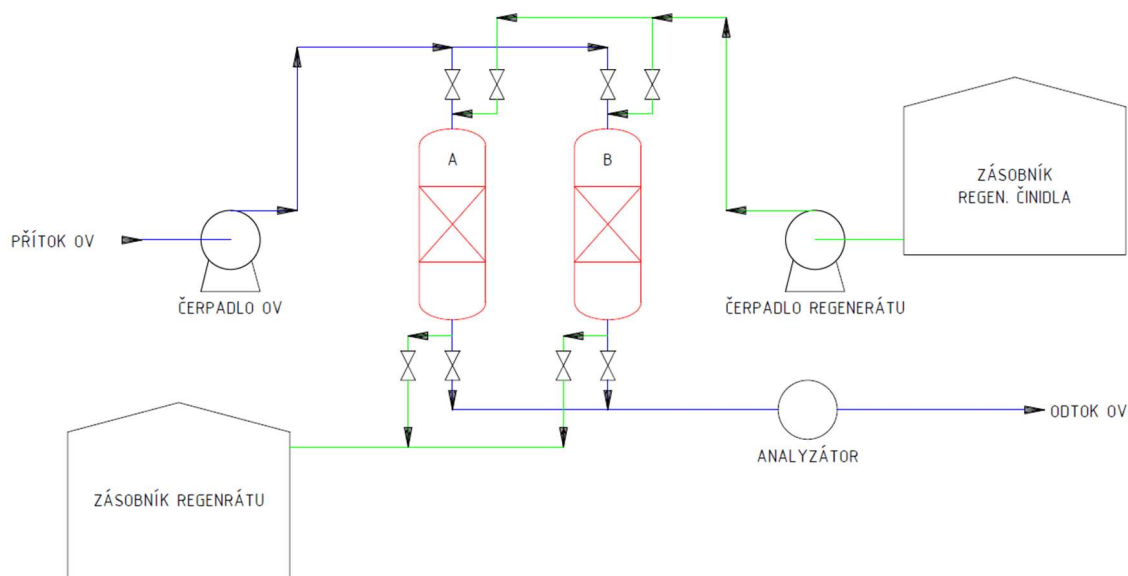 A
B
ZÁSOBNÍK
REGEN. ČINIDLA
PŘÍTOK OV
ČERPADLO OV
ČERPADLO REGENERÁTU
ODTOK OV
ANALYZÁTOR
ZÁSOBNÍK REGENRÁTU